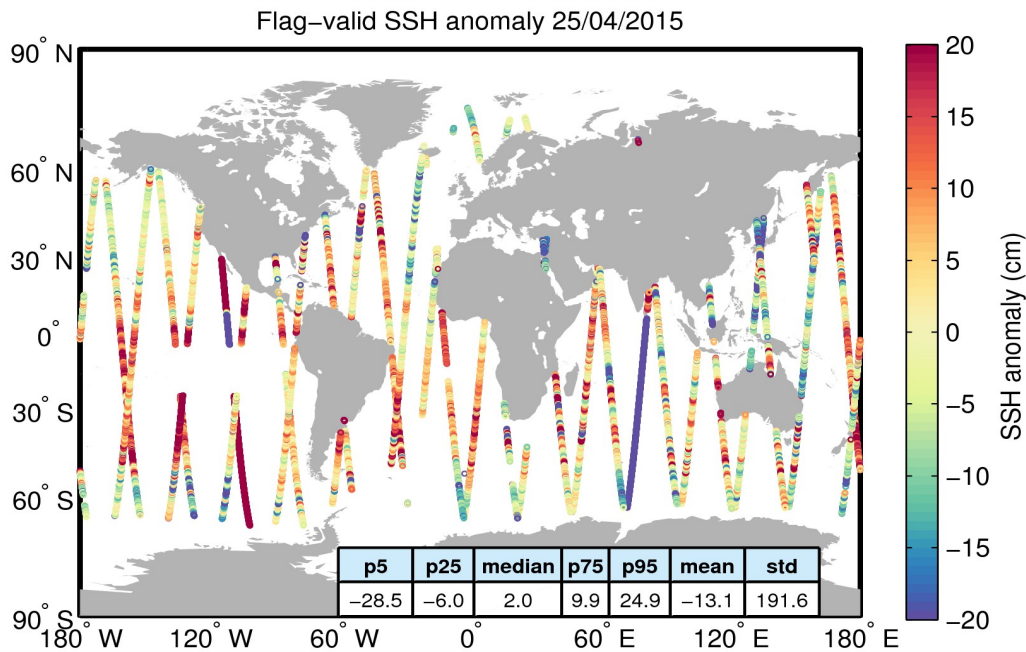 Flag−valid SSH anomaly 25/04/2015
90° N
60° N
30° N
0°
30° S
60° S
90° S
180° W
120° W
60° W
0°
60° E
120° E
180° E
p5 p25 median p75 p95 mean std
−28.5 −6.0 2.0 9.9 24.9 −13.1 191.6
20
15
10
5
0
−5
−10
−15
−20
SSH anomaly (cm)